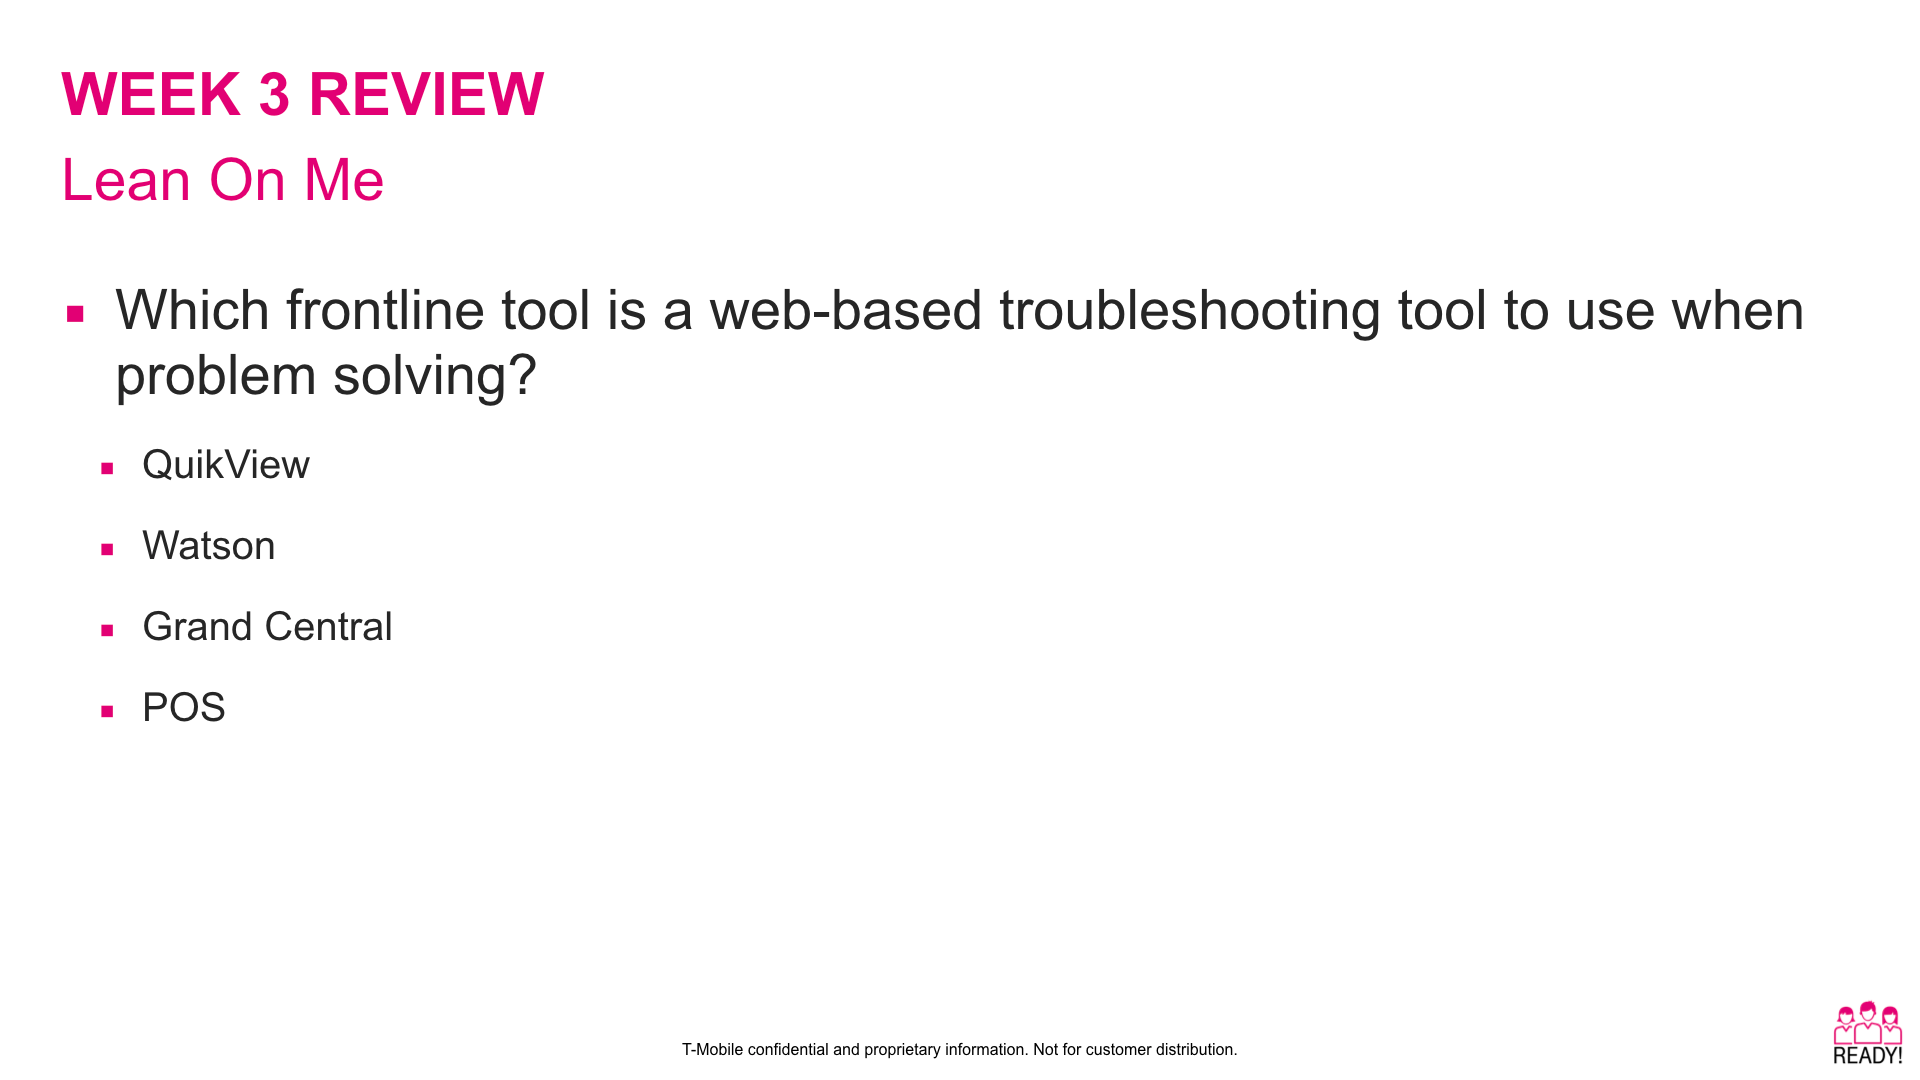 WEEK 3 REVIEW
Lean On Me
▪ Which frontline tool is a web-based troubleshooting tool to use when
problem solving?
▪ QuikView
▪ Watson
▪ Grand Central
▪ POS
T-Mobile confidential and proprietary information. Not for customer distribution.
READY!